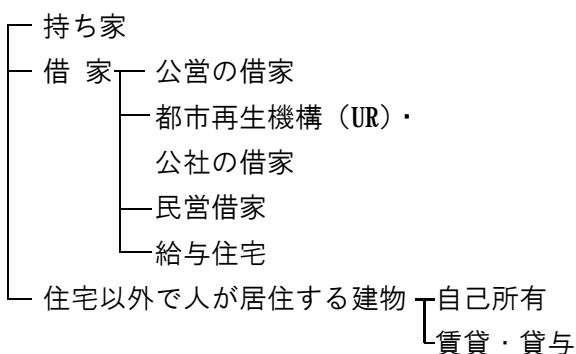 持ち家
借 家 公営の借家
都市再生機構（UR）・
公社の借家
民営借家
給与住宅
住宅以外で人が居住する建物 自己所有
賃貸・貸与